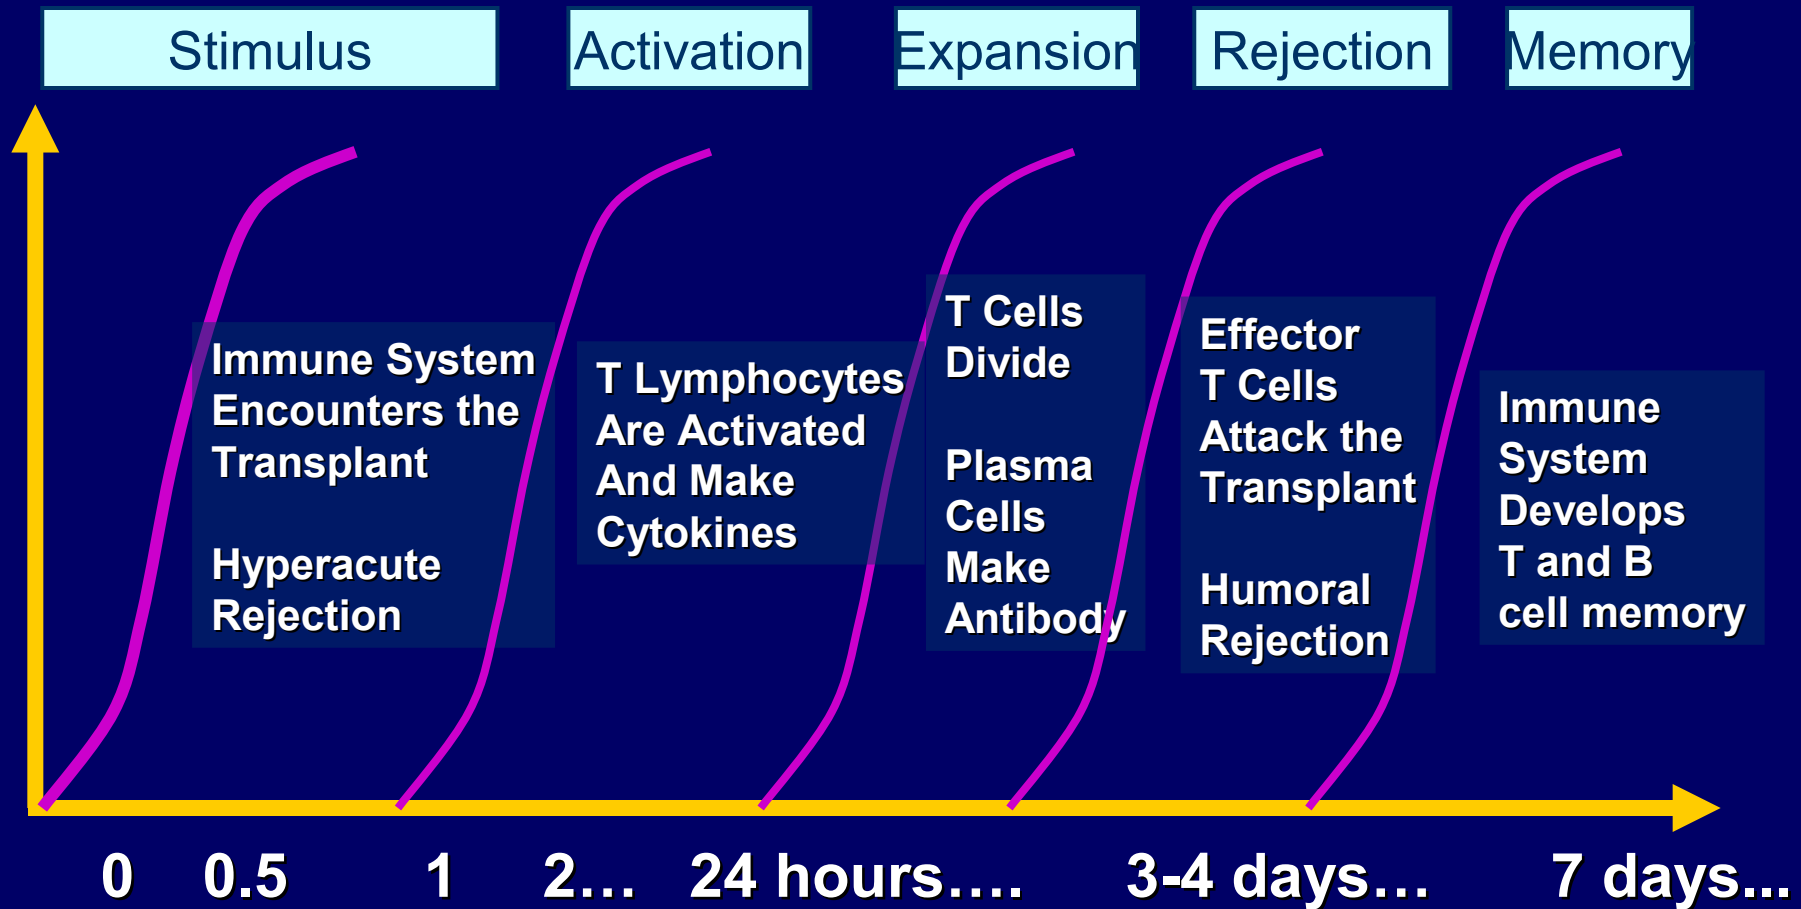 Stimulus
Activation
Expansion
Rejection
Memory
Immune System
Encounters the
Transplant
Hyperacute
Rejection
T Lymphocytes
Are Activated
And Make
Cytokines
T Cells
Divide
Plasma
Cells
Make
Antibody
Effector
T Cells
Attack the
Transplant
Humoral
Rejection
Immune
System
Develops
T and B
cell memory
0 0.5 1 2… 24 hours…. 3-4 days… 7 days...